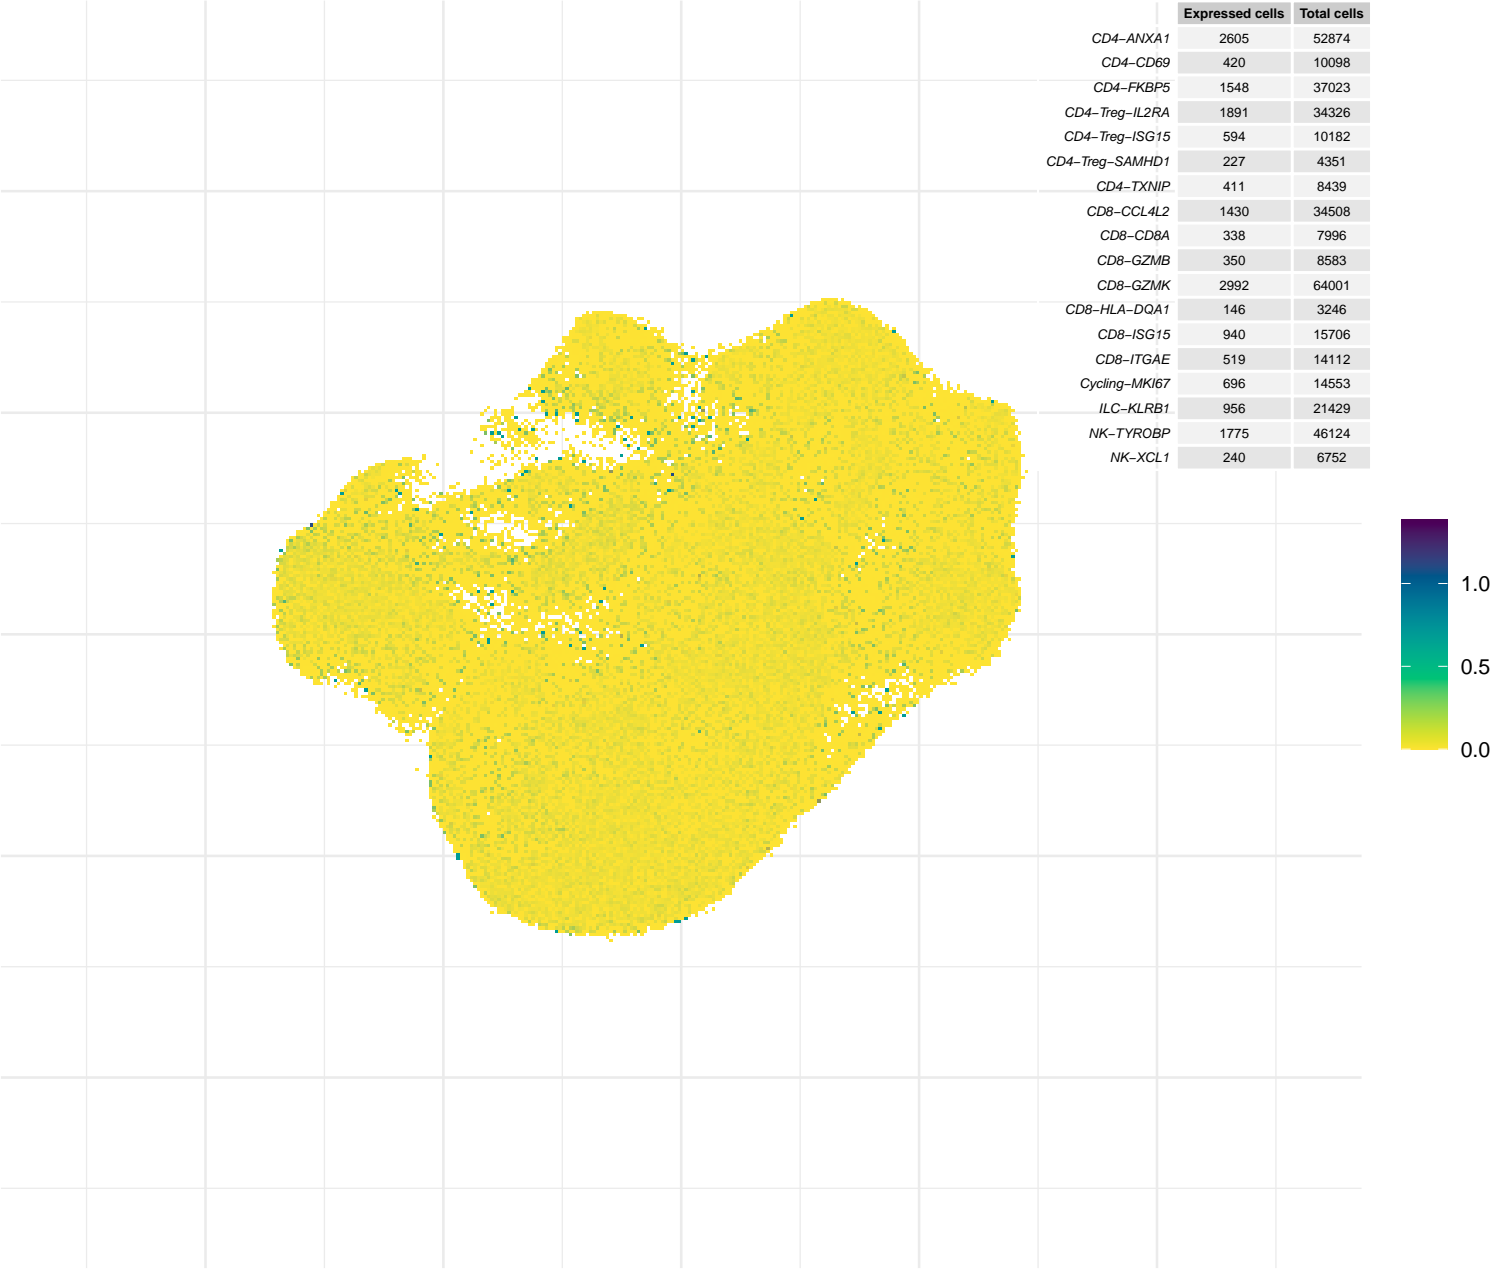 Expressed cells Total cells
CD4−ANXA1 2605 52874
CD4−CD69 420 10098
CD4−FKBP5 1548 37023
CD4−Treg−IL2RA 1891 34326
CD4−Treg−ISG15 594 10182
CD4−Treg−SAMHD1 227 4351
CD4−TXNIP 411 8439
CD8−CCL4L2 1430 34508
CD8−CD8A 338 7996
CD8−GZMB 350 8583
CD8−GZMK 2992 64001
CD8−HLA−DQA1 146 3246
CD8−ISG15 940 15706
CD8−ITGAE 519 14112
Cycling−MKI67 696 14553
ILC−KLRB1 956 21429
NK−TYROBP 1775 46124
NK−XCL1 240 6752
1.0
0.5
0.0